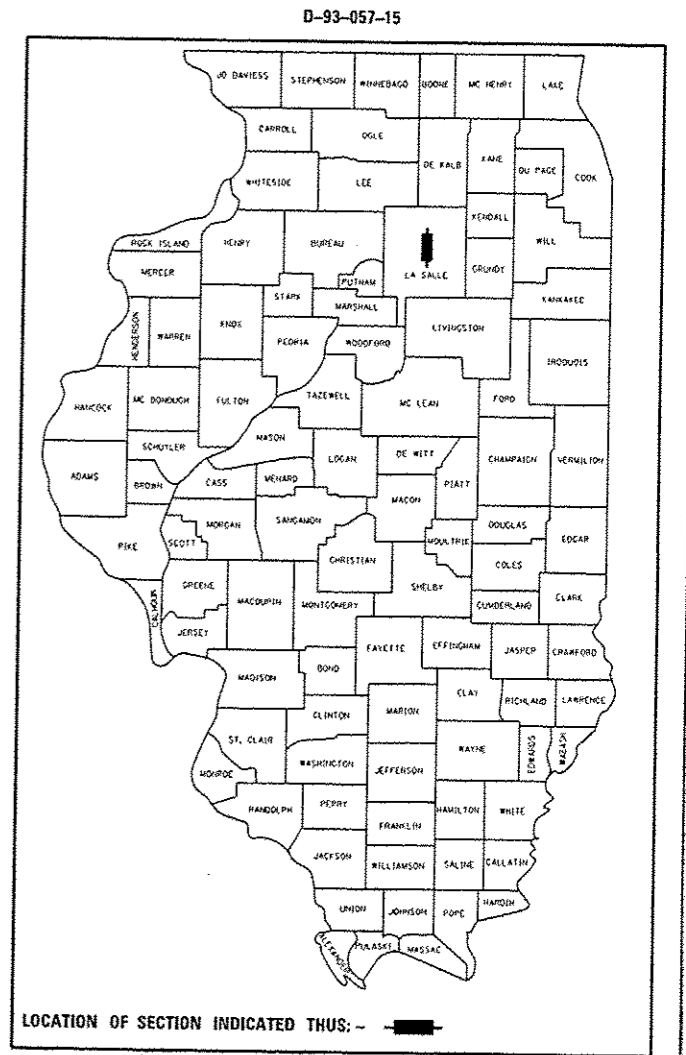 D-93-057-15
JO DAVIESS STEPHENSON WINNEBAGO BOONE MC HENRY LAKE
CARROLL OGLE
DE KALB KANE DU PAGE COOK
WHITESIDE LEE
KENDALL WILL
ROCK ISLAND HENRY BUREAU LA SALLE GRUNDY
MERCER PUTNAM
KANKAKEE
STARK MARSHALL
HENDERSON WARREN KNOX PEORIA WOODFORD LIVINGSTON
IROQUOIS
HANCOCK MC DONOUGH FULTON TAZEWELL MC LEAN FORD
MASON
SCHUYLER LOGAN DE WITT CHAMPAIGN VERMILION
ADAMS BROWN CASS MENARD MACON PIATT
MORGAN SANGAMON DOUGLAS
PIKE SCOTT CHRISTIAN MOULTRIE EDGAR
COLES
GREENE SHELBY
CALHOUN MACOUPIN MONTGOMERY CUMBERLAND CLARK
JERSEY
FAYETTE EFFINGHAM JASPER CRAWFORD
MADISON BOND
CLAY RICHLAND LAWRENCE
CLINTON MARION
ST. CLAIR WAYNE EDWARDS WABASH
WASHINGTON JEFFERSON
MONROE
RANDOLPH PERRY HAMILTON WHITE
FRANKLIN
JACKSON WILLIAMSON SALINE GALLATIN
HARDIN
UNION JOHNSON POPE
ALEXANDER PULASKI MASSAC
LOCATION OF SECTION INDICATED THUS: -